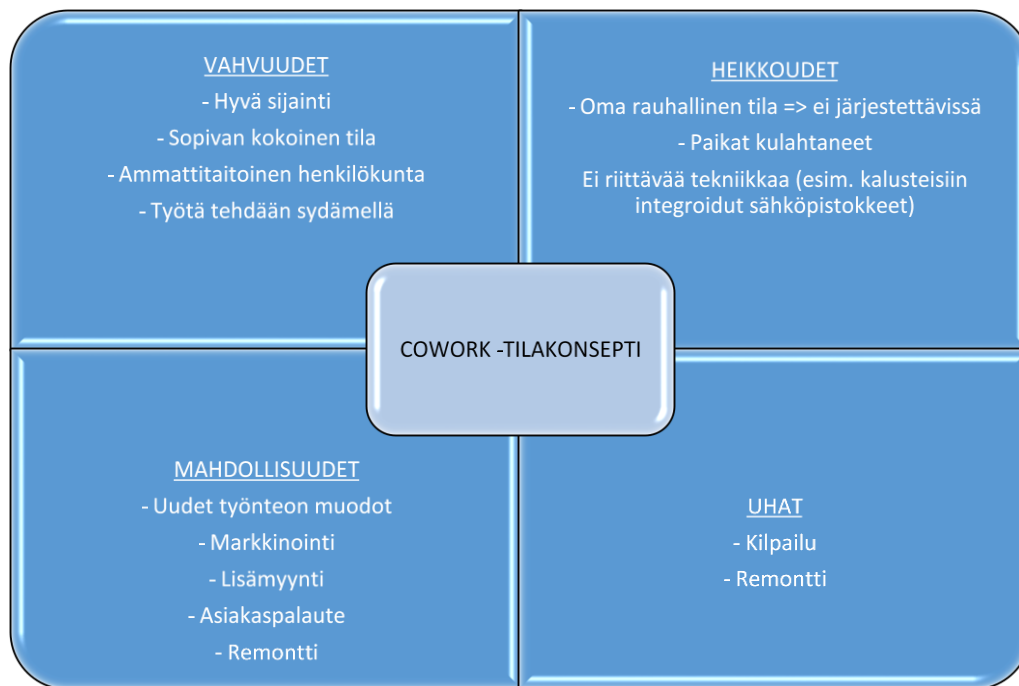 VAHVUUDET
- Hyvä sijainti
- Sopivan kokoinen tila
- Ammattitaitoinen henkilökunta
- Työtä tehdään sydämellä
HEIKKOUDET
- Oma rauhallinen tila => ei järjestettävissä
- Paikat kulahtaneet
Ei riittävää tekniikkaa (esim. kalusteisiin
integroidut sähköpistokkeet)
COWORK -TILAKONSEPTI
MAHDOLLISUUDET
- Uudet työnteon muodot
- Markkinointi
- Lisämyynti
- Asiakaspalaute
- Remontti
UHAT
- Kilpailu
- Remontti